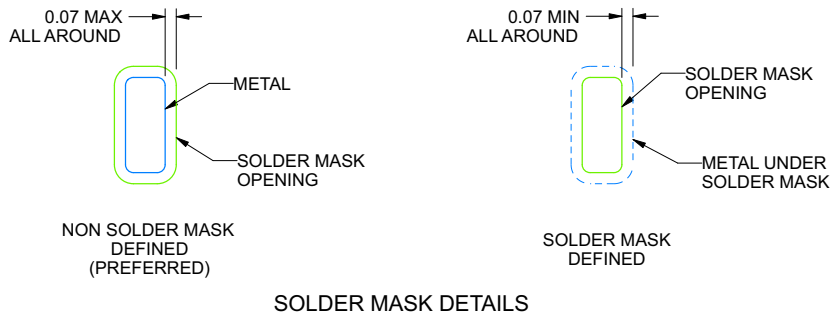 0.07 MAX
ALL AROUND
METAL
SOLDER MASK
OPENING
NON SOLDER MASK
DEFINED
(PREFERRED)
0.07 MIN
ALL AROUND
SOLDER MASK
OPENING
METAL UNDER
SOLDER MASK
SOLDER MASK
DEFINED
SOLDER MASK DETAILS